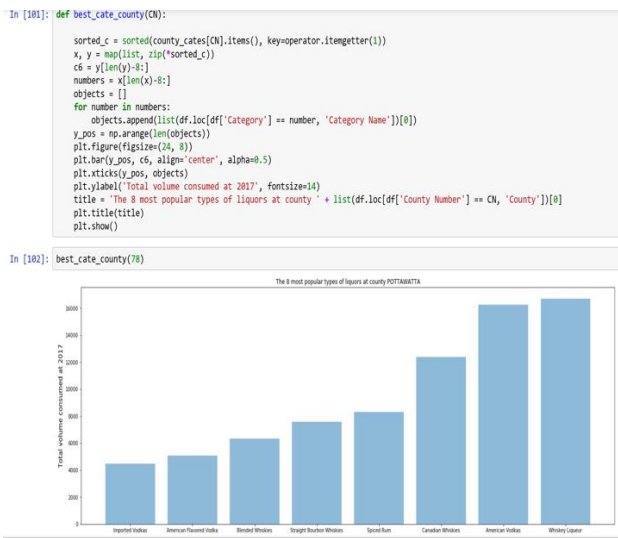 In [101]: def best_cate_county(CN):
sorted_c = sorted(county_cates[CN].items(), key=operator.itemgetter(1))
x, y = map(list, zip(*sorted_c))
c6 = y[len(y)-8:]
numbers = x[len(x)-8:]
objects = []
for number in numbers:
objects.append(list(df.loc[df['Category'] == number, 'Category Name'])[0])
y_pos = np.arange(len(objects))
plt.figure(figsize=(24, 8))
plt.bar(y_pos, c6, align='center', alpha=0.5)
plt.xticks(y_pos, objects)
plt.ylabel('Total volume consumed at 2017', fontsize=14)
title = 'The 8 most popular types of liquors at county ' + list(df.loc[df['County Number'] == CN, 'County'])[0]
plt.title(title)
plt.show()
In [102]: best_cate_county(78)
The 8 most popular types of liquors at county POTTAWATTA
Total volume consumed at 2017
16000
14000
12000
10000
8000
6000
4000
2000
0
Imported Vodkas American Flavored Vodka Blended Whiskies Straight Bourbon Whiskies Spiced Rum Canadian Whiskies American Vodkas Whiskey Liqueur